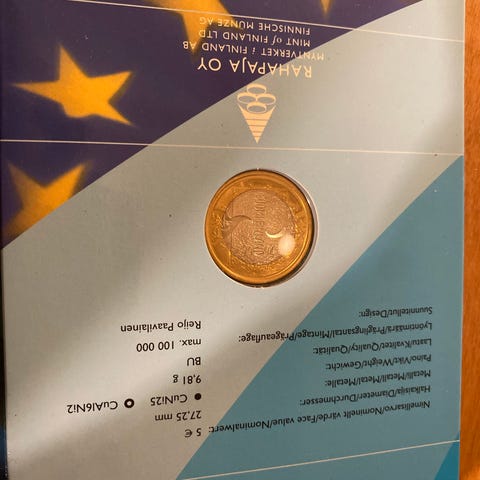 Nimellisarvo/Nominellt värde/Face value/Nominalwert: 5 €
Halkaisija/Diameter/Durchmesser: 27,25 mm
Metalli/Metall/Metal/Metalle: CuNi25 CuAl6Ni2
Paino/Vikt/Weight/Gewicht: 9,81 g
Laatu/Kvalitet/Quality/Qualität: BU
Lyöntimäärä/Präglingsantal/Mintage/Prägeauflage: max. 100 000
Suunnittelut/Design: Reijo Paavilainen
RAHAPAJA OY
MYNTVERKET i FINLAND AB
MINT of FINLAND LTD
FINNISCHE MÜNZE AG